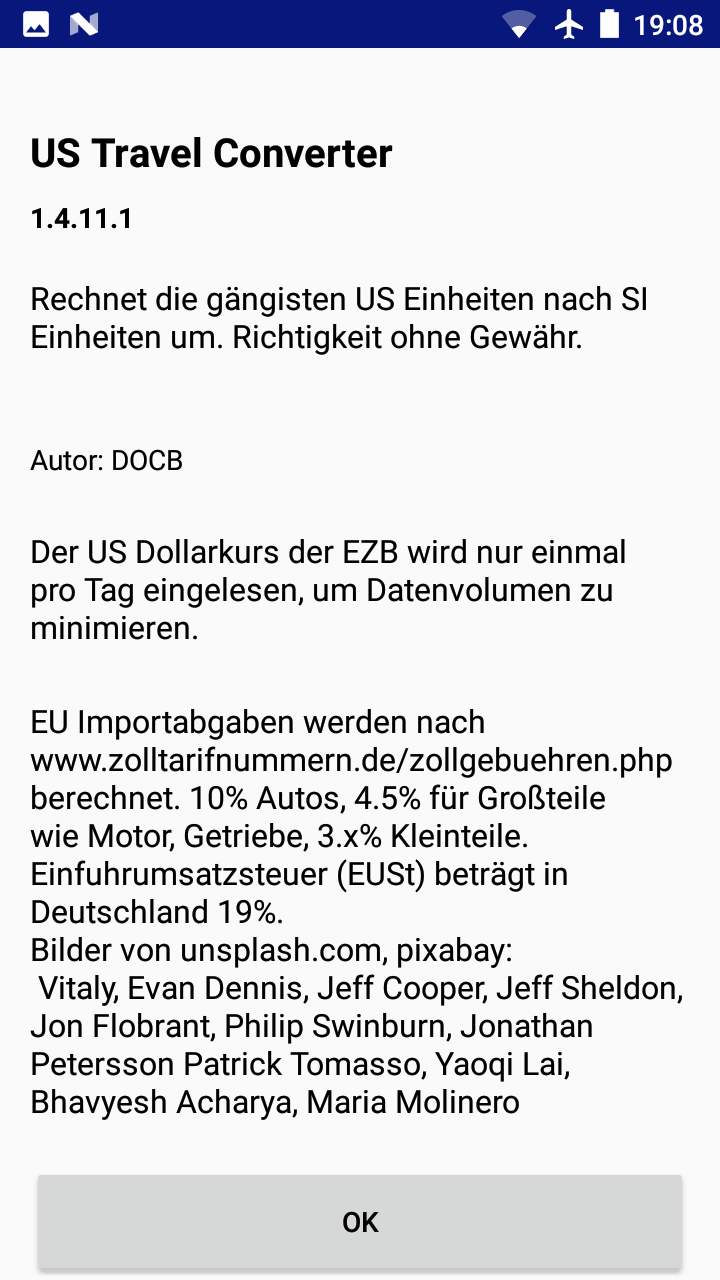 19:08
US Travel Converter
1.4.11.1
Rechnet die gängisten US Einheiten nach SI
Einheiten um. Richtigkeit ohne Gewähr.
Autor: DOCB
Der US Dollarkurs der EZB wird nur einmal
pro Tag eingelesen, um Datenvolumen zu
minimieren.
EU Importabgaben werden nach
www.zolltarifnummern.de/zollgebuehren.php
berechnet. 10% Autos, 4.5% für Großteile
wie Motor, Getriebe, 3.x% Kleinteile.
Einfuhrumsatzsteuer (EUSt) beträgt in
Deutschland 19%.
Bilder von unsplash.com, pixabay:
Vitaly, Evan Dennis, Jeff Cooper, Jeff Sheldon,
Jon Flobrant, Philip Swinburn, Jonathan
Petersson Patrick Tomasso, Yaoqi Lai,
Bhavyesh Acharya, Maria Molinero
OK